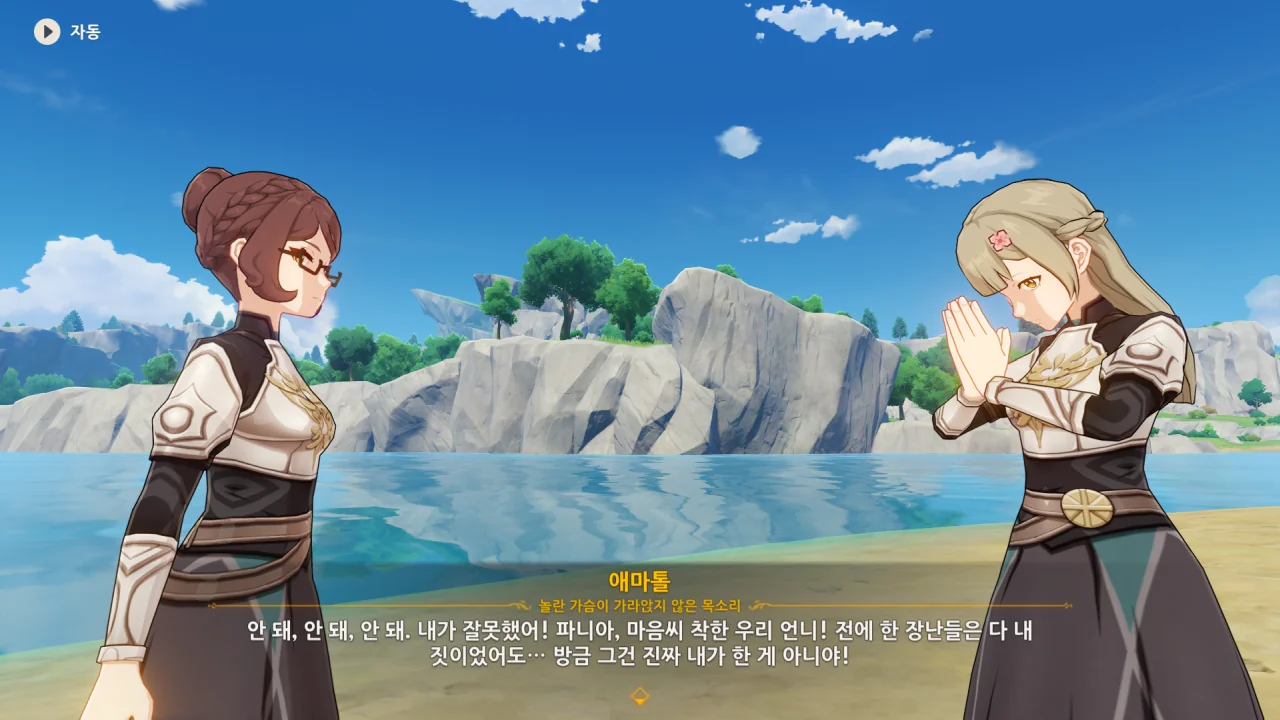 자동
애마톨
놀란 가슴이 가라앉지 않은 목소리
안 돼, 안 돼, 안 돼. 내가 잘못했어! 파니아, 마음씨 착한 우리 언니! 전에 한 장난들은 다 내
짓이었어도… 방금 그건 진짜 내가 한 게 아니야!